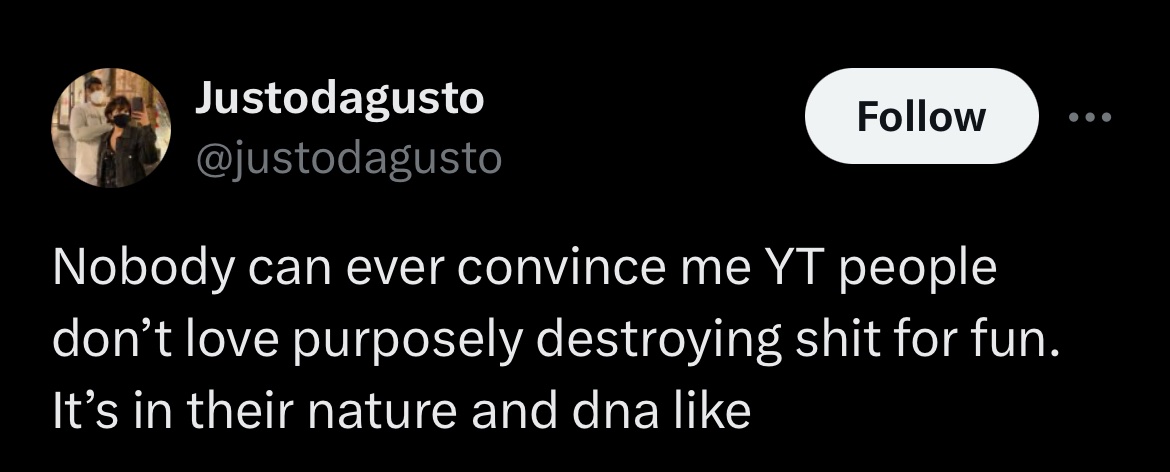 Justodagusto
@justodagusto
Follow
Nobody can ever convince me YT people
don’t love purposely destroying shit for fun.
It’s in their nature and dna like